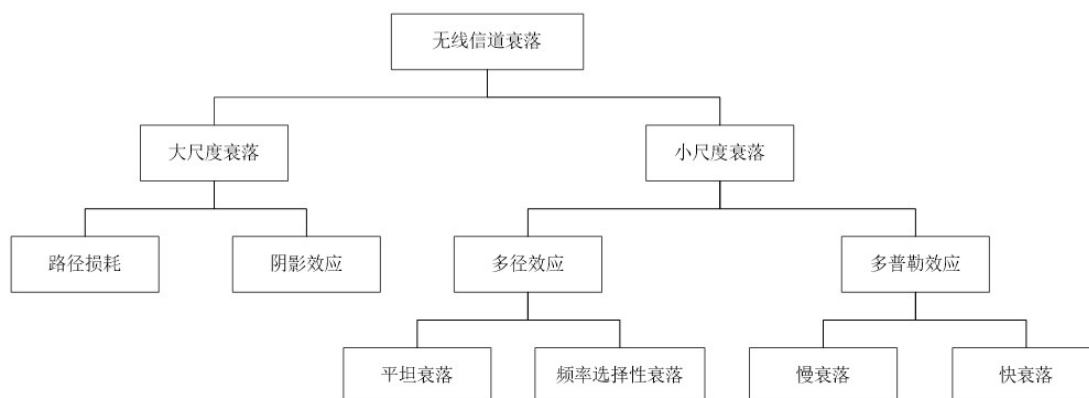 无线信道衰落
大尺度衰落
小尺度衰落
路径损耗
阴影效应
多径效应
多普勒效应
平坦衰落
频率选择性衰落
慢衰落
快衰落